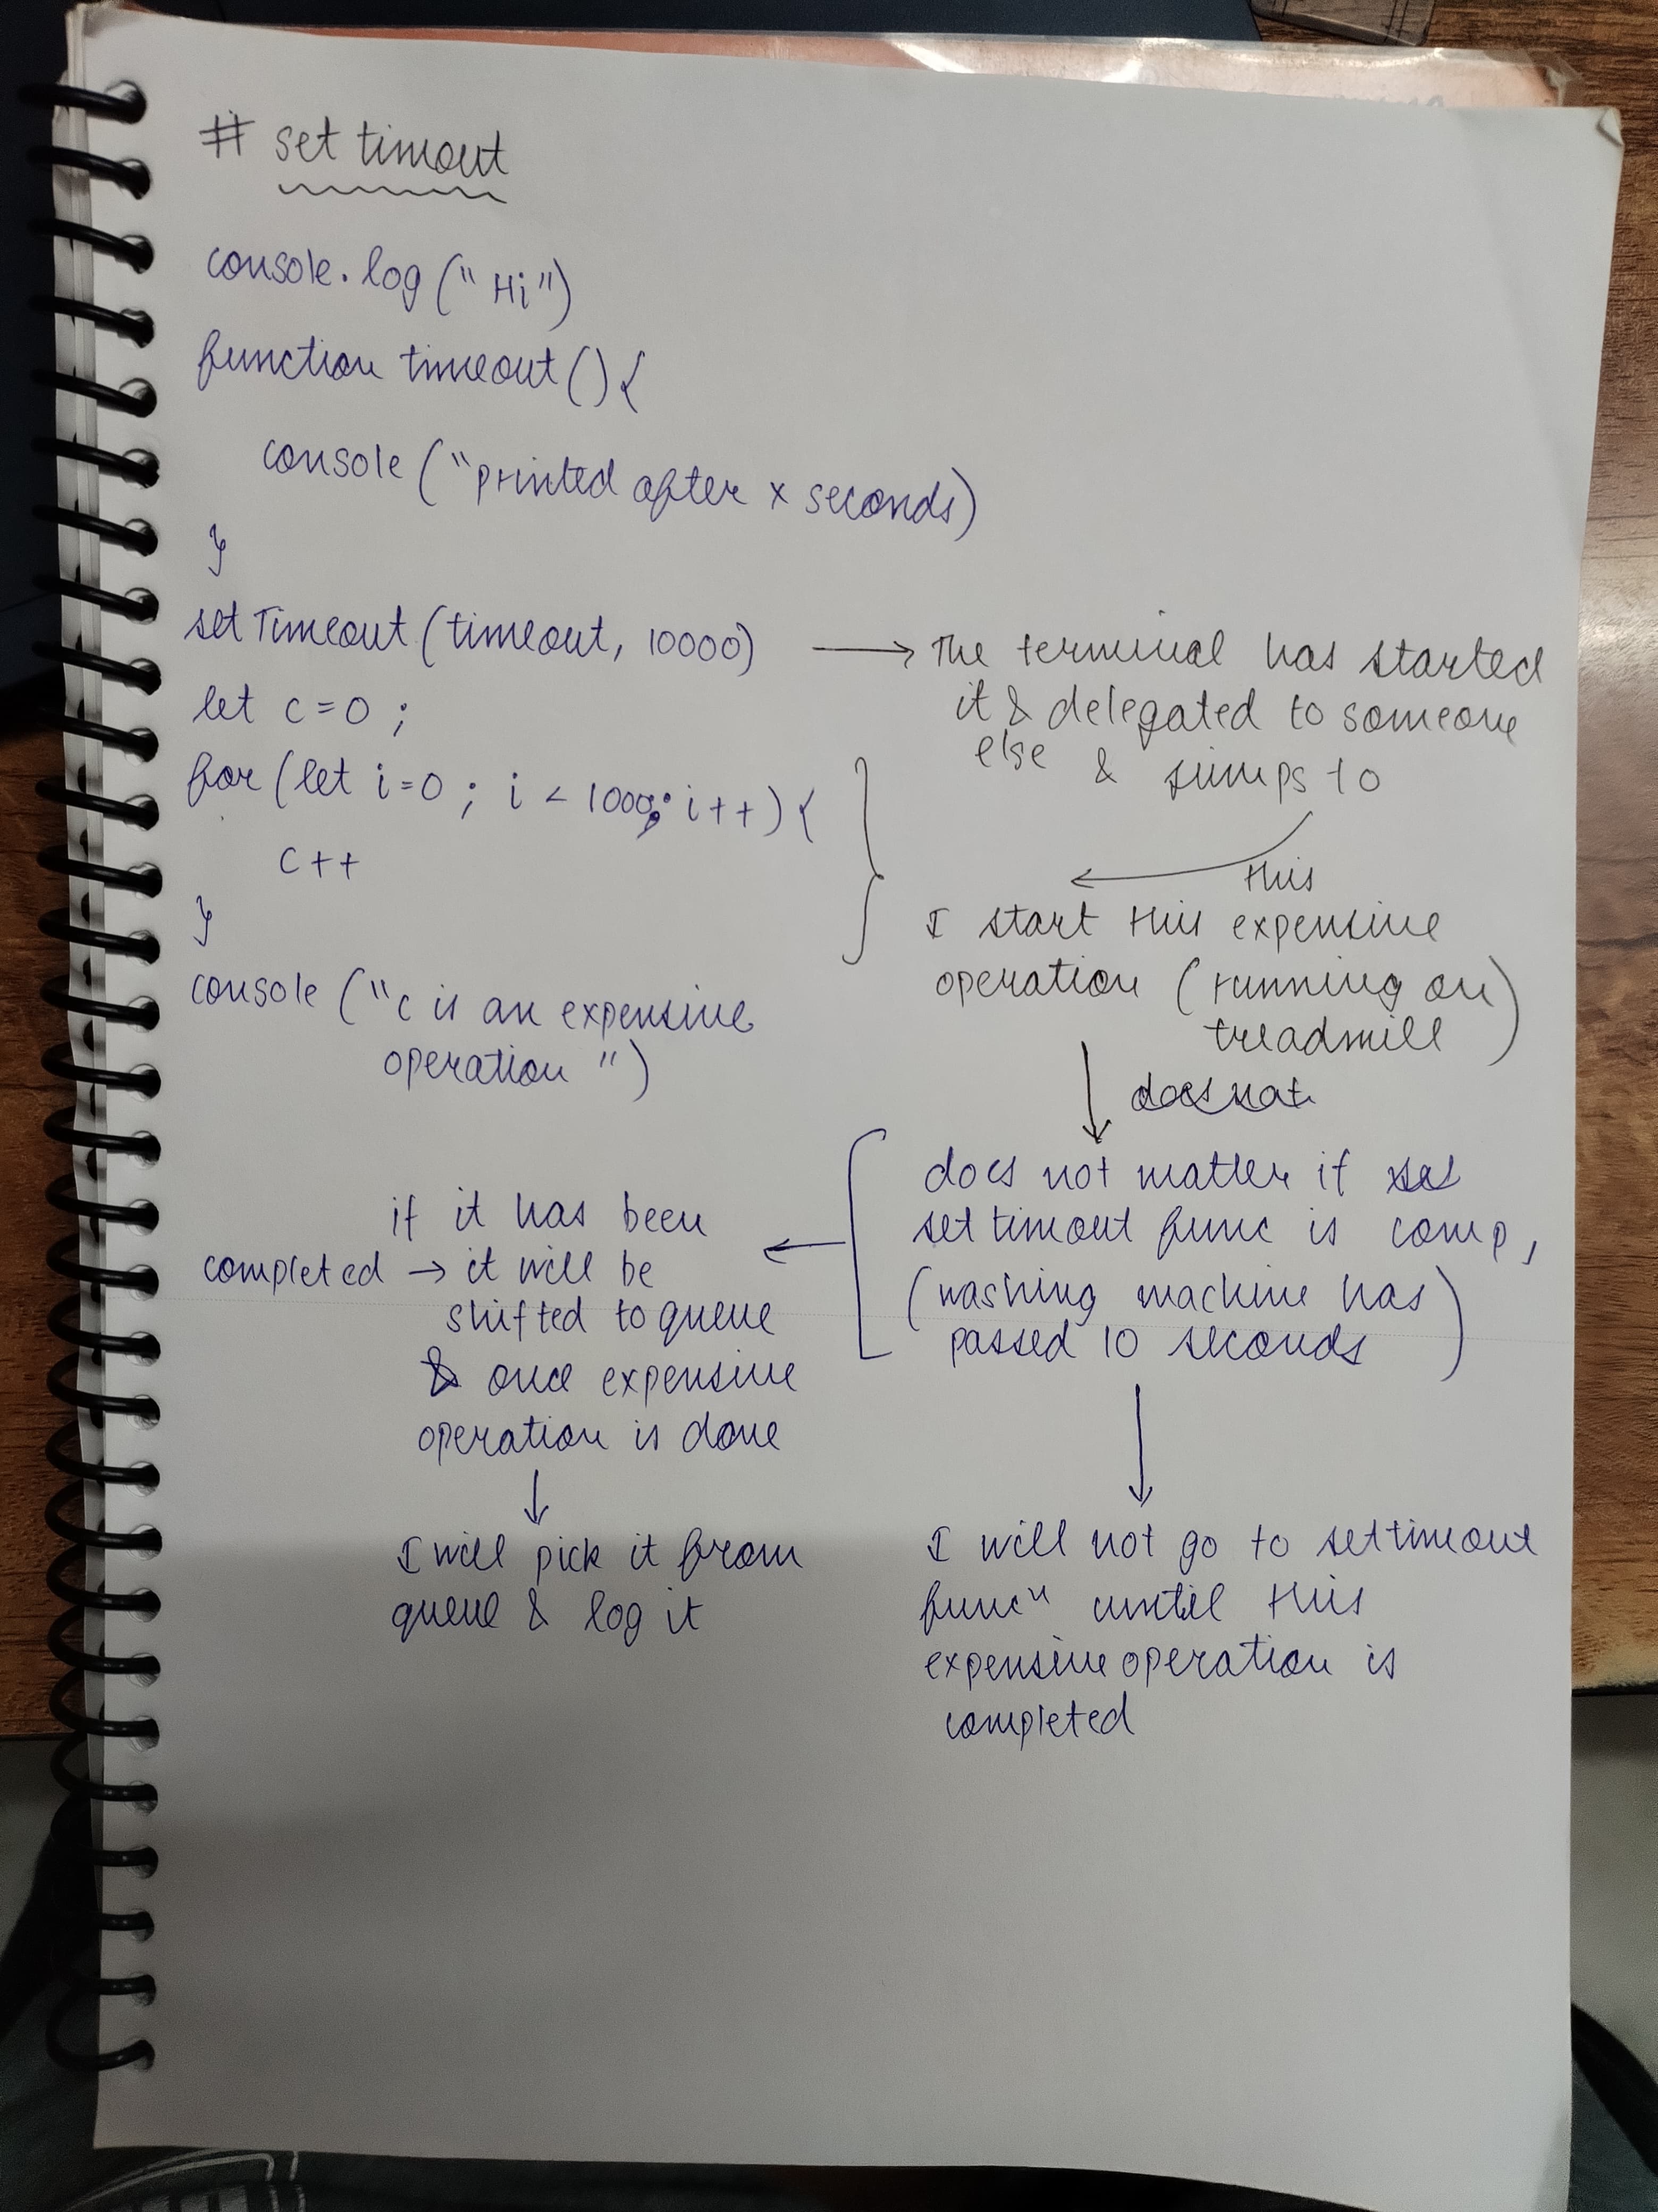 # set timout
console.log("Hi")
function timeout(){
console("printed after x seconds)
}
setTimeout(timeout, 10000) → The terminal has started
it & delegated to someone
else & jumps to
this
let c=0 ;
for(let i=0 ; i < 1000; i++){
c++
}
I start this expensive
operation (running on
treadmill)
console ("c is an expensive
operation ")
does not
does not matter if set
set timout func is comp,
(washing machine has
passed 10 seconds)
if it has been
completed → it will be
shifted to queue
& once expensive
operation is done
↓
I will pick it from
queue & log it
I will not go to settimeout
funcⁿ until this
expensive operation is
completed